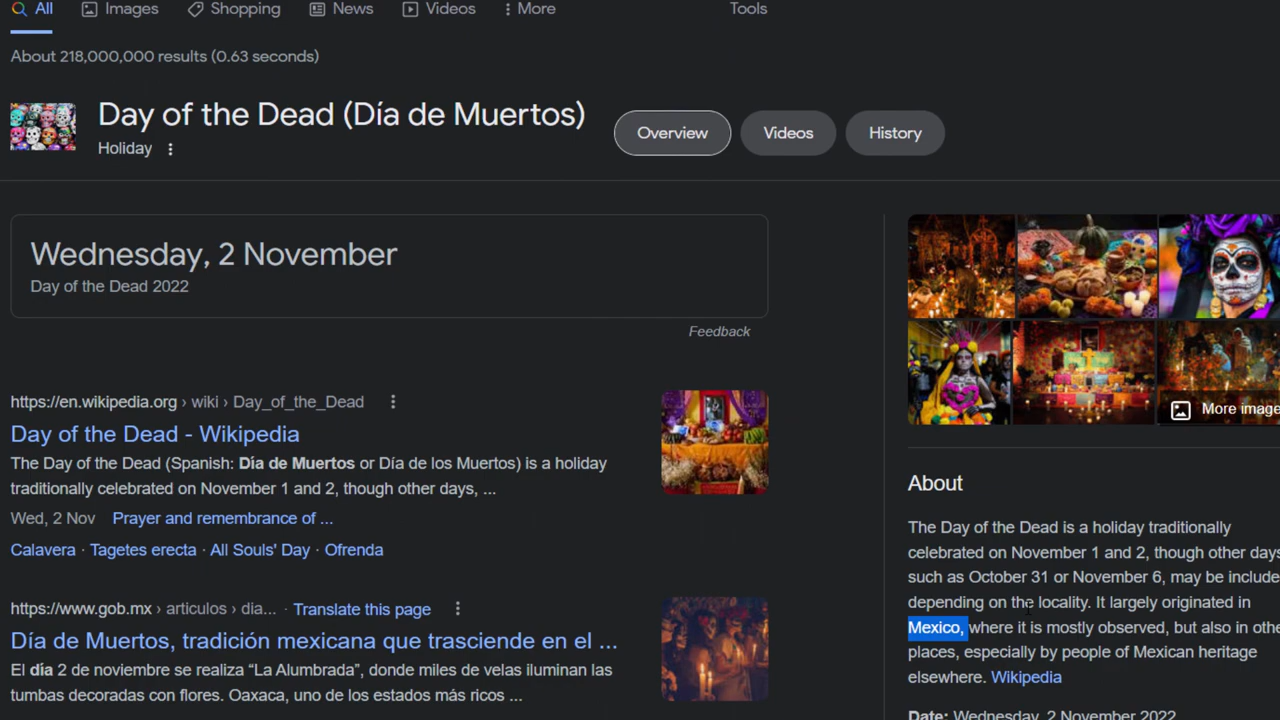 All Images Shopping News Videos More Tools
About 218,000,000 results (0.63 seconds)
Day of the Dead (Día de Muertos)
Holiday
Overview Videos History
Wednesday, 2 November
Day of the Dead 2022
Feedback
https://en.wikipedia.org › wiki › Day_of_the_Dead
Day of the Dead - Wikipedia
The Day of the Dead (Spanish: Día de Muertos or Día de los Muertos) is a holiday
traditionally celebrated on November 1 and 2, though other days, ...
Wed, 2 Nov Prayer and remembrance of ...
Calavera · Tagetes erecta · All Souls' Day · Ofrenda
https://www.gob.mx › articulos › dia... · Translate this page
Día de Muertos, tradición mexicana que trasciende en el ...
El día 2 de noviembre se realiza “La Alumbrada”, donde miles de velas iluminan las
tumbas decoradas con flores. Oaxaca, uno de los estados más ricos ...
More image
About
The Day of the Dead is a holiday traditionally
celebrated on November 1 and 2, though other days
such as October 31 or November 6, may be include
depending on the locality. It largely originated in
Mexico, where it is mostly observed, but also in othe
places, especially by people of Mexican heritage
elsewhere. Wikipedia
Date: Wednesday, 2 November 2022